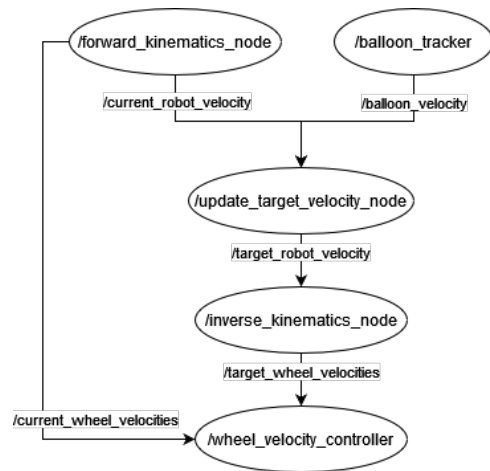 /forward_kinematics_node
/balloon_tracker
/current_robot_velocity
/balloon_velocity
/update_target_velocity_node
/target_robot_velocity
/inverse_kinematics_node
/target_wheel_velocities
/current_wheel_velocities
/wheel_velocity_controller